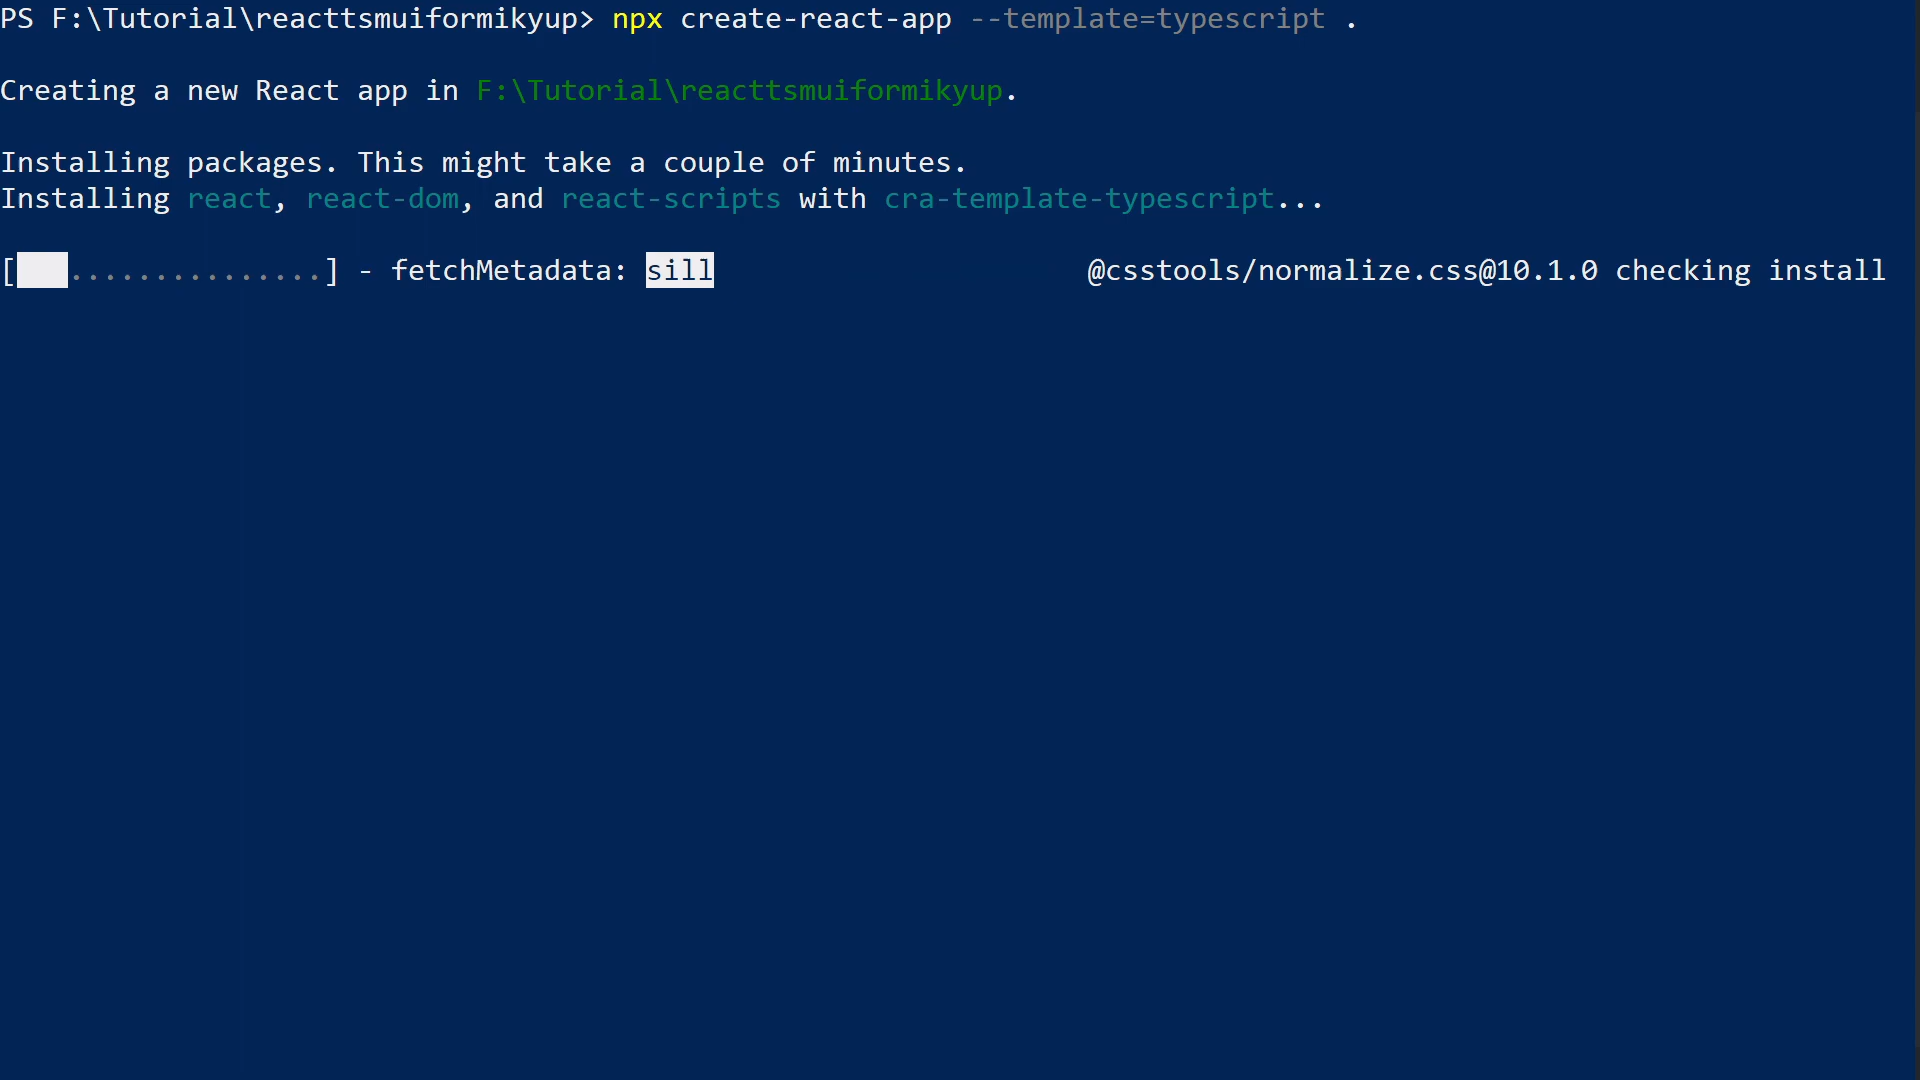 PS F:\Tutorial\reacttsmuiformikyup> npx create-react-app --template=typescript .
Creating a new React app in F:\Tutorial\reacttsmuiformikyup.
Installing packages. This might take a couple of minutes.
Installing react, react-dom, and react-scripts with cra-template-typescript...
[   ...............] - fetchMetadata: sill @csstools/normalize.css@10.1.0 checking install